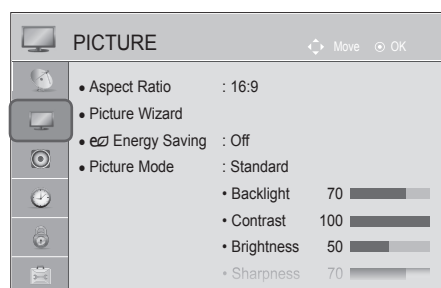 PICTURE Move OK
• Aspect Ratio : 16:9
• Picture Wizard
• Energy Saving : Off
• Picture Mode : Standard
• Backlight 70
• Contrast 100
• Brightness 50
• Sharpness 70